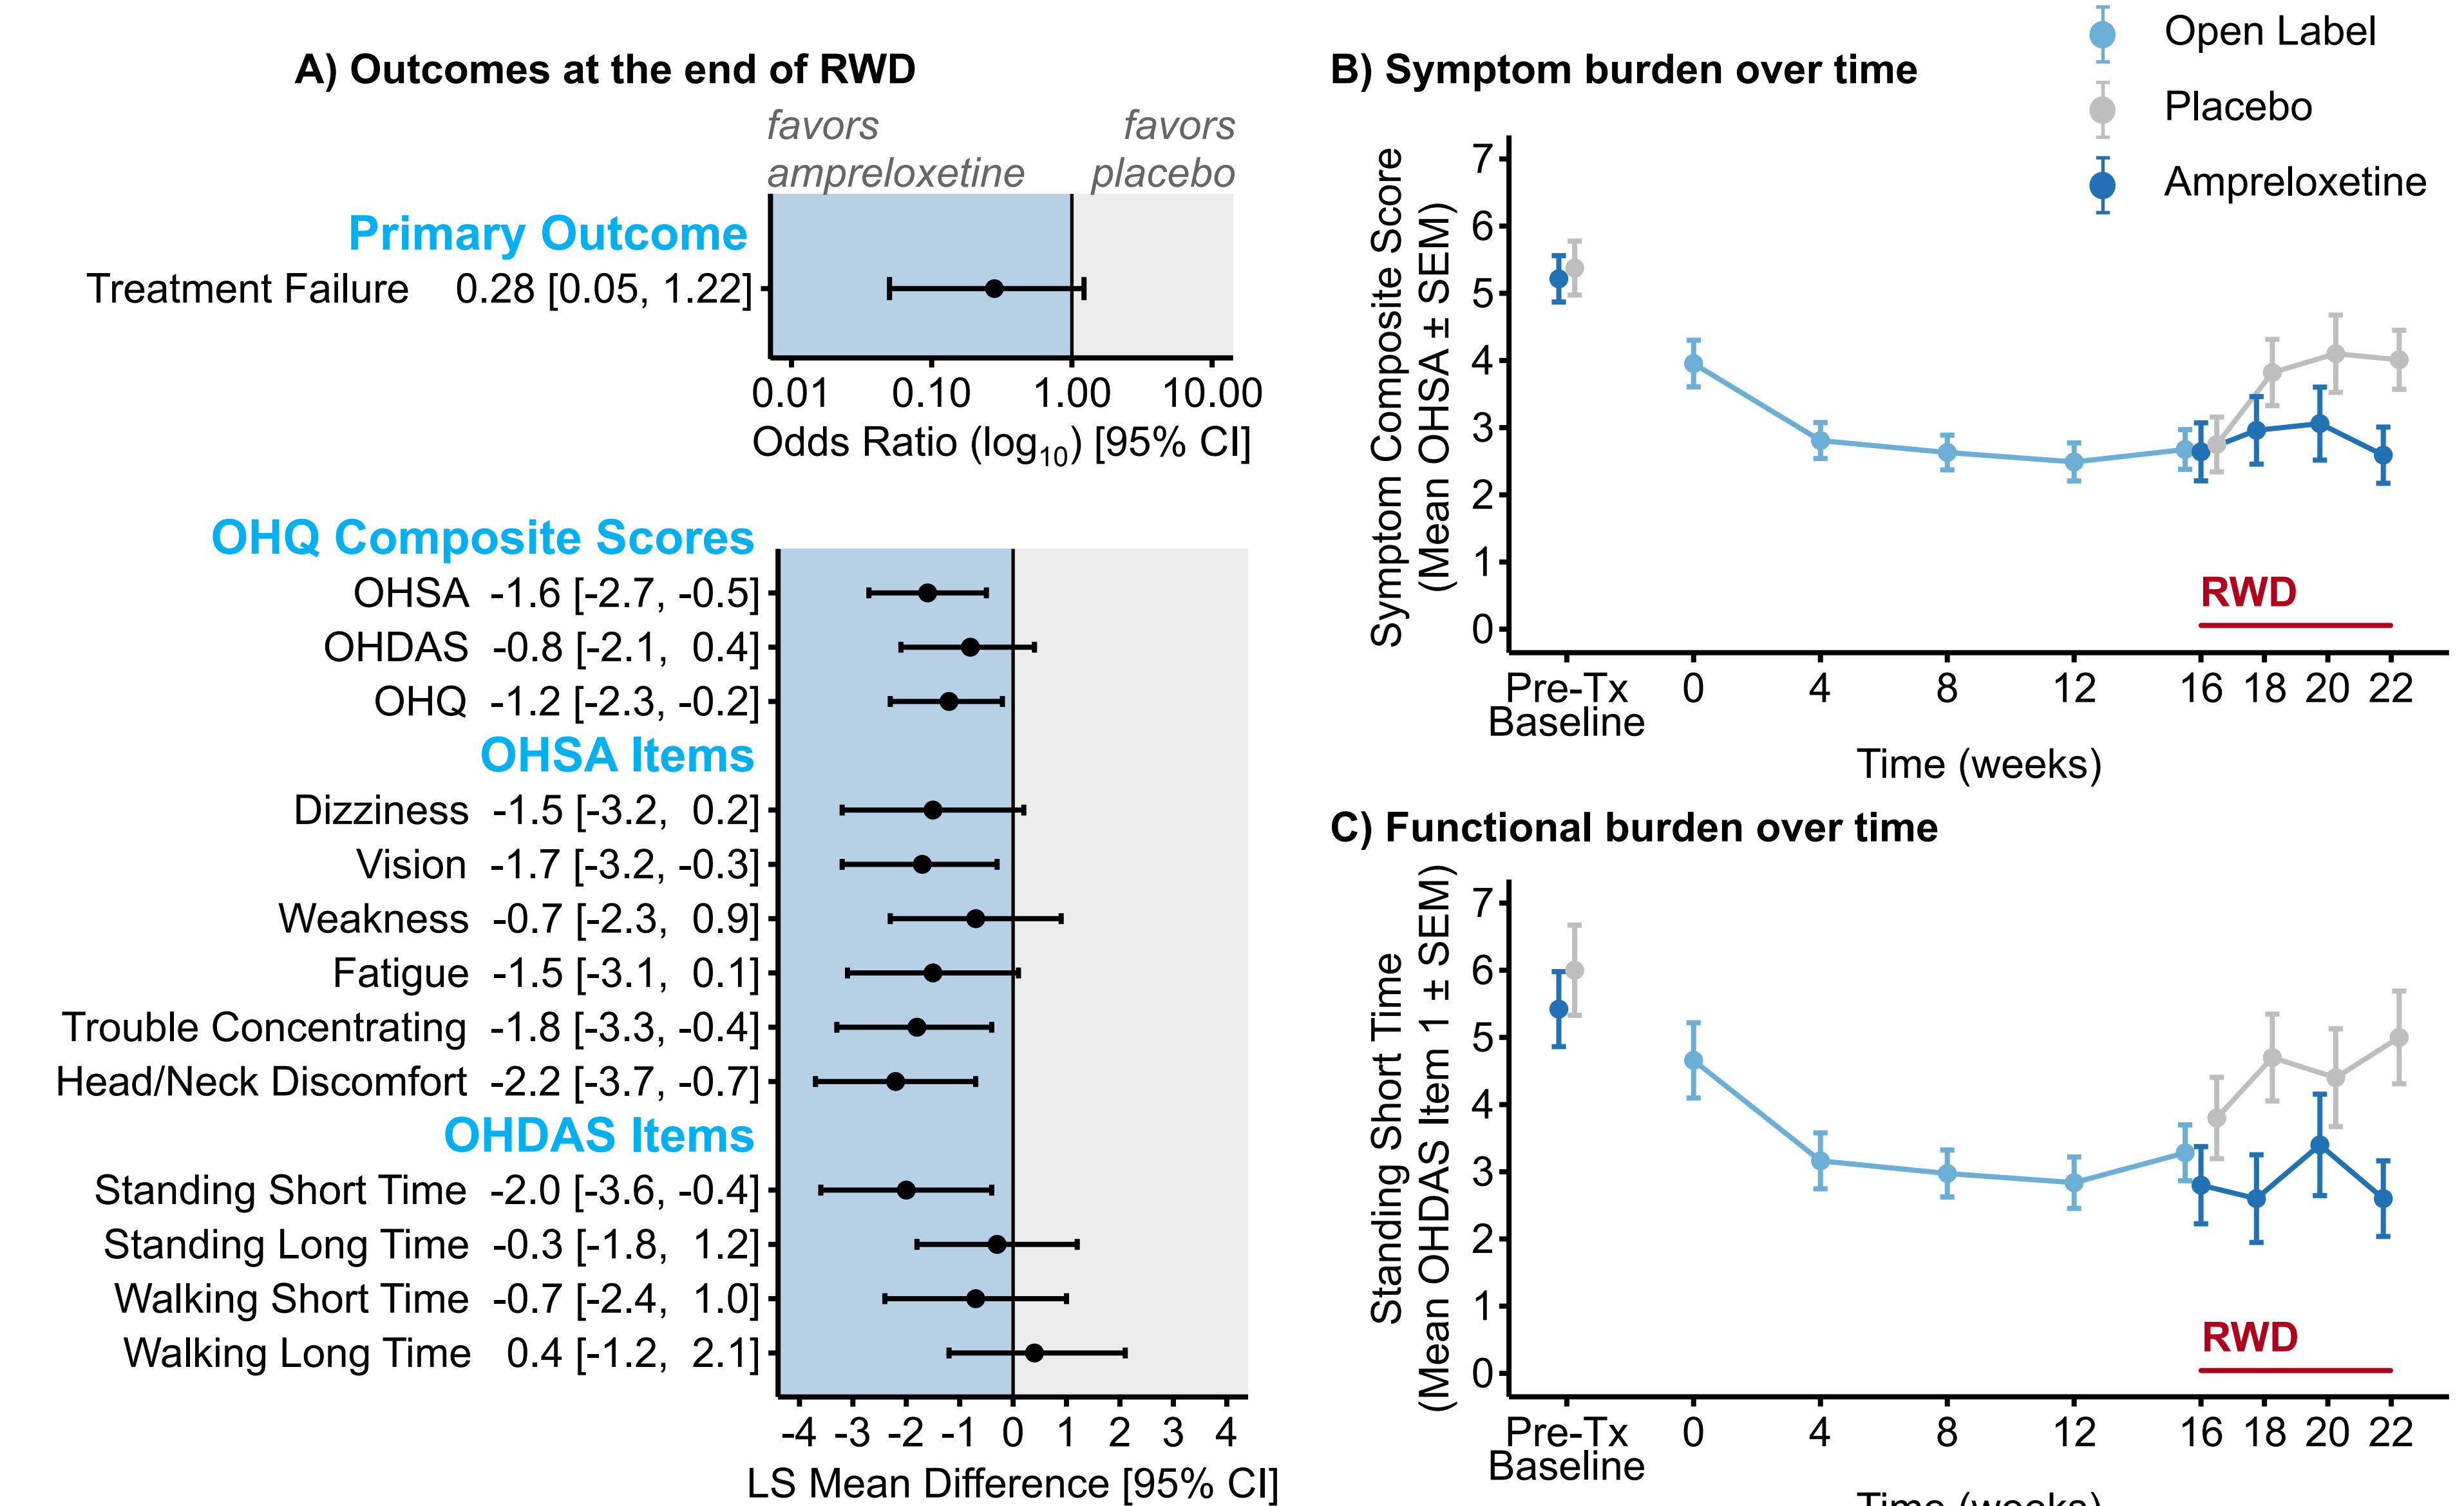 A) Outcomes at the end of RWD
favors
ampreloxetine
favors
placebo
Primary Outcome
Treatment Failure 0.28 [0.05, 1.22]
0.01 0.10 1.00 10.00
Odds Ratio (log10) [95% CI]
OHQ Composite Scores
OHSA -1.6 [-2.7, -0.5]
OHDAS -0.8 [-2.1, 0.4]
OHQ -1.2 [-2.3, -0.2]
OHSA Items
Dizziness -1.5 [-3.2, 0.2]
Vision -1.7 [-3.2, -0.3]
Weakness -0.7 [-2.3, 0.9]
Fatigue -1.5 [-3.1, 0.1]
Trouble Concentrating -1.8 [-3.3, -0.4]
Head/Neck Discomfort -2.2 [-3.7, -0.7]
OHDAS Items
Standing Short Time -2.0 [-3.6, -0.4]
Standing Long Time -0.3 [-1.8, 1.2]
Walking Short Time -0.7 [-2.4, 1.0]
Walking Long Time 0.4 [-1.2, 2.1]
-4 -3 -2 -1 0 1 2 3 4
LS Mean Difference [95% CI]
B) Symptom burden over time
Open Label
Placebo
Ampreloxetine
Symptom Composite Score
(Mean OHSA ± SEM)
7
6
5
4
3
2
1
0
RWD
Pre-Tx
Baseline
0 4 8 12 16 18 20 22
Time (weeks)
C) Functional burden over time
Standing Short Time
(Mean OHDAS Item 1 ± SEM)
7
6
5
4
3
2
1
0
RWD
Pre-Tx
Baseline
0 4 8 12 16 18 20 22
Time (weeks)